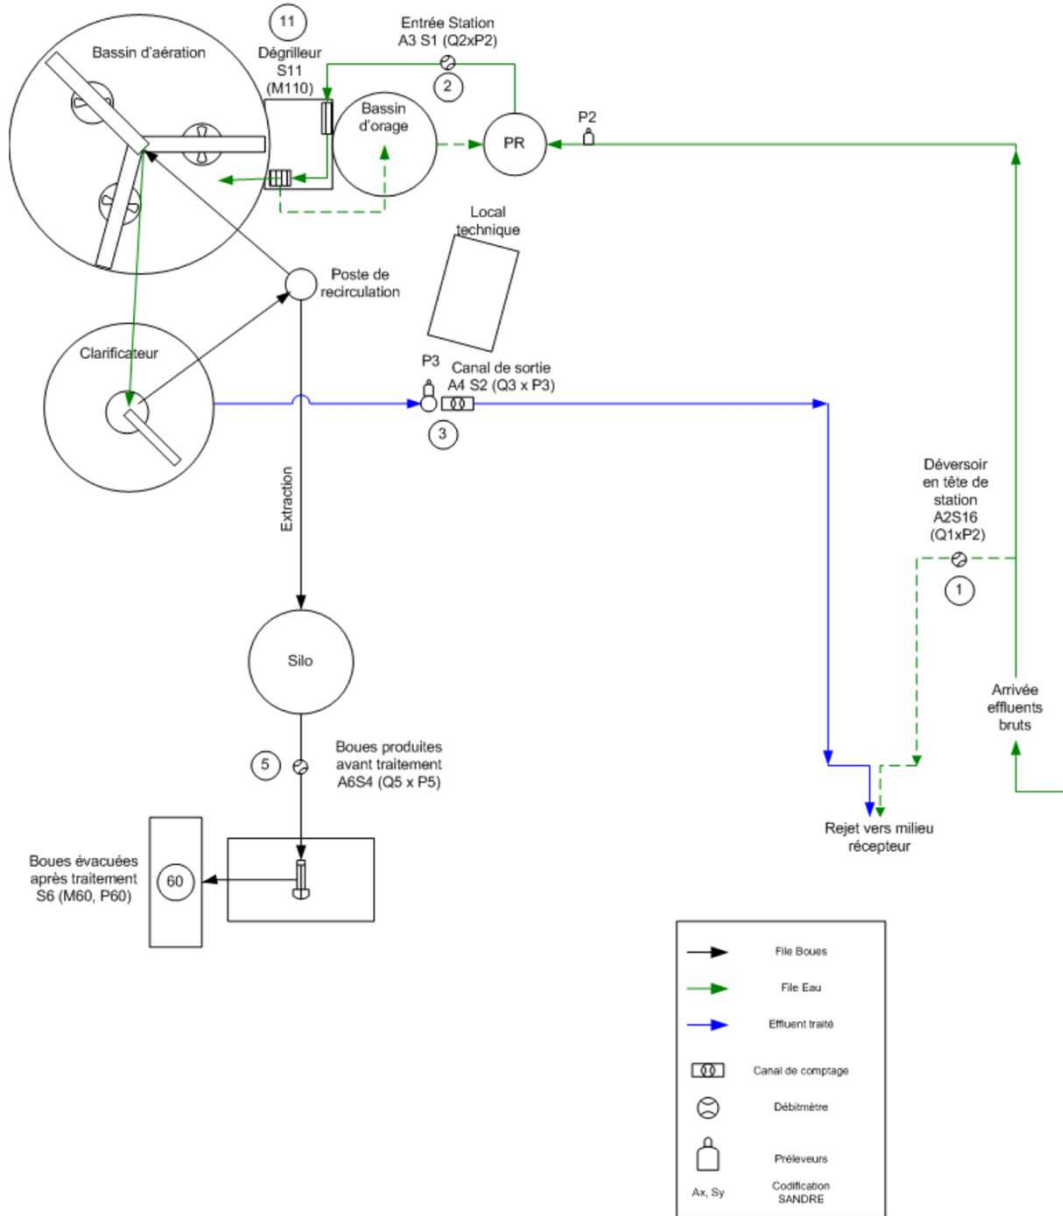 Bassin d'aération
11
Dégrilleur
S11
(M110)
Entrée Station
A3 S1 (Q2xP2)
2
Bassin
d'orage
PR
P2
Local
technique
Poste de
recirculation
Clarificateur
P3
Canal de sortie
A4 S2 (Q3 x P3)
3
Extraction
Déversoir
en tête de
station
A2S16
(Q1xP2)
1
Silo
Arrivée
effluents
bruts
5
Boues produites
avant traitement
A6S4 (Q5 x P5)
Rejet vers milieu
récepteur
Boues évacuées
après traitement
S6 (M60, P60)
60
File Boues
File Eau
Effluent traité
Canal de comptage
Débitmètre
Préleveurs
Ax, Sy
Codification
SANDRE